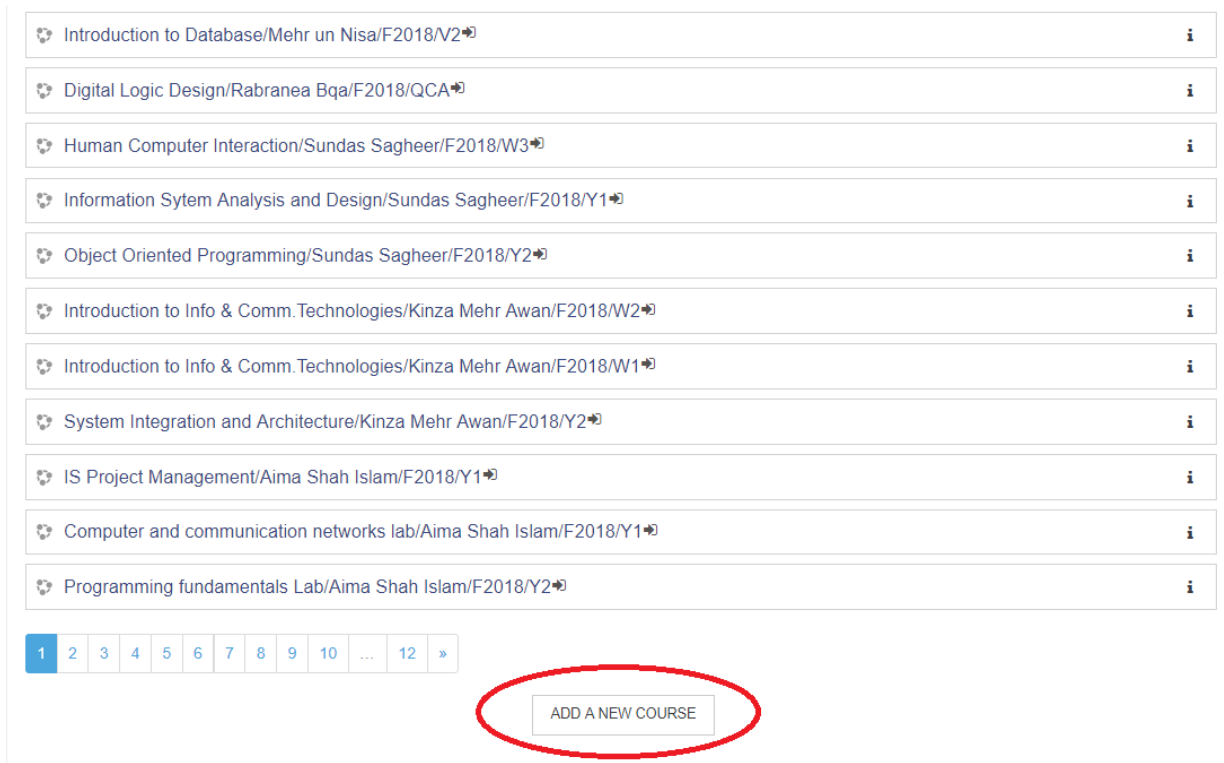 Introduction to Database/Mehr un Nisa/F2018/V2
Digital Logic Design/Rabranea Bqa/F2018/QCA
Human Computer Interaction/Sundas Sagheer/F2018/W3
Information Sytem Analysis and Design/Sundas Sagheer/F2018/Y1
Object Oriented Programming/Sundas Sagheer/F2018/Y2
Introduction to Info & Comm.Technologies/Kinza Mehr Awan/F2018/W2
Introduction to Info & Comm.Technologies/Kinza Mehr Awan/F2018/W1
System Integration and Architecture/Kinza Mehr Awan/F2018/Y2
IS Project Management/Aima Shah Islam/F2018/Y1
Computer and communication networks lab/Aima Shah Islam/F2018/Y1
Programming fundamentals Lab/Aima Shah Islam/F2018/Y2
1 2 3 4 5 6 7 8 9 10 ... 12 »
ADD A NEW COURSE